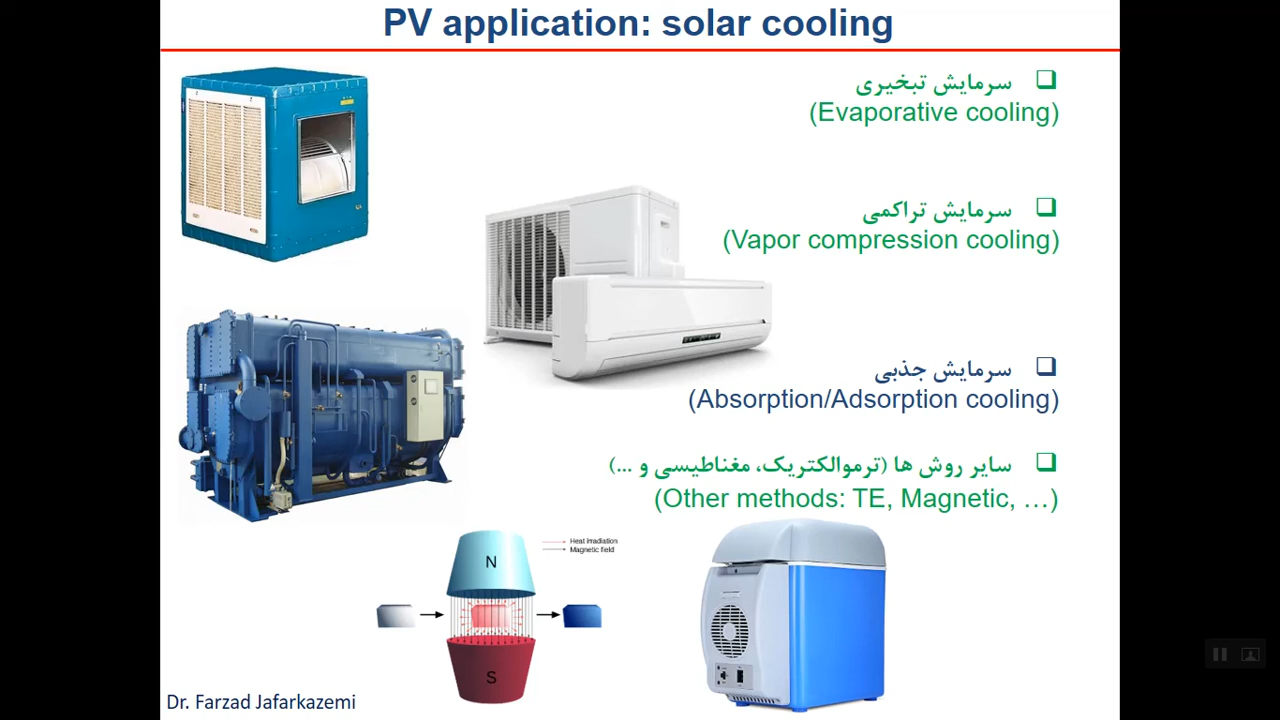 PV application: solar cooling
❑ سرمایش تبخیری
(Evaporative cooling)
❑ سرمایش تراکمی
(Vapor compression cooling)
❑ سرمایش جذبی
(Absorption/Adsorption cooling)
❑ سایر روش ها (ترموالکتریک، مغناطیسی و ...)
(Other methods: TE, Magnetic, …)
Heat irradiation
Magnetic field
N
S
Dr. Farzad Jafarkazemi